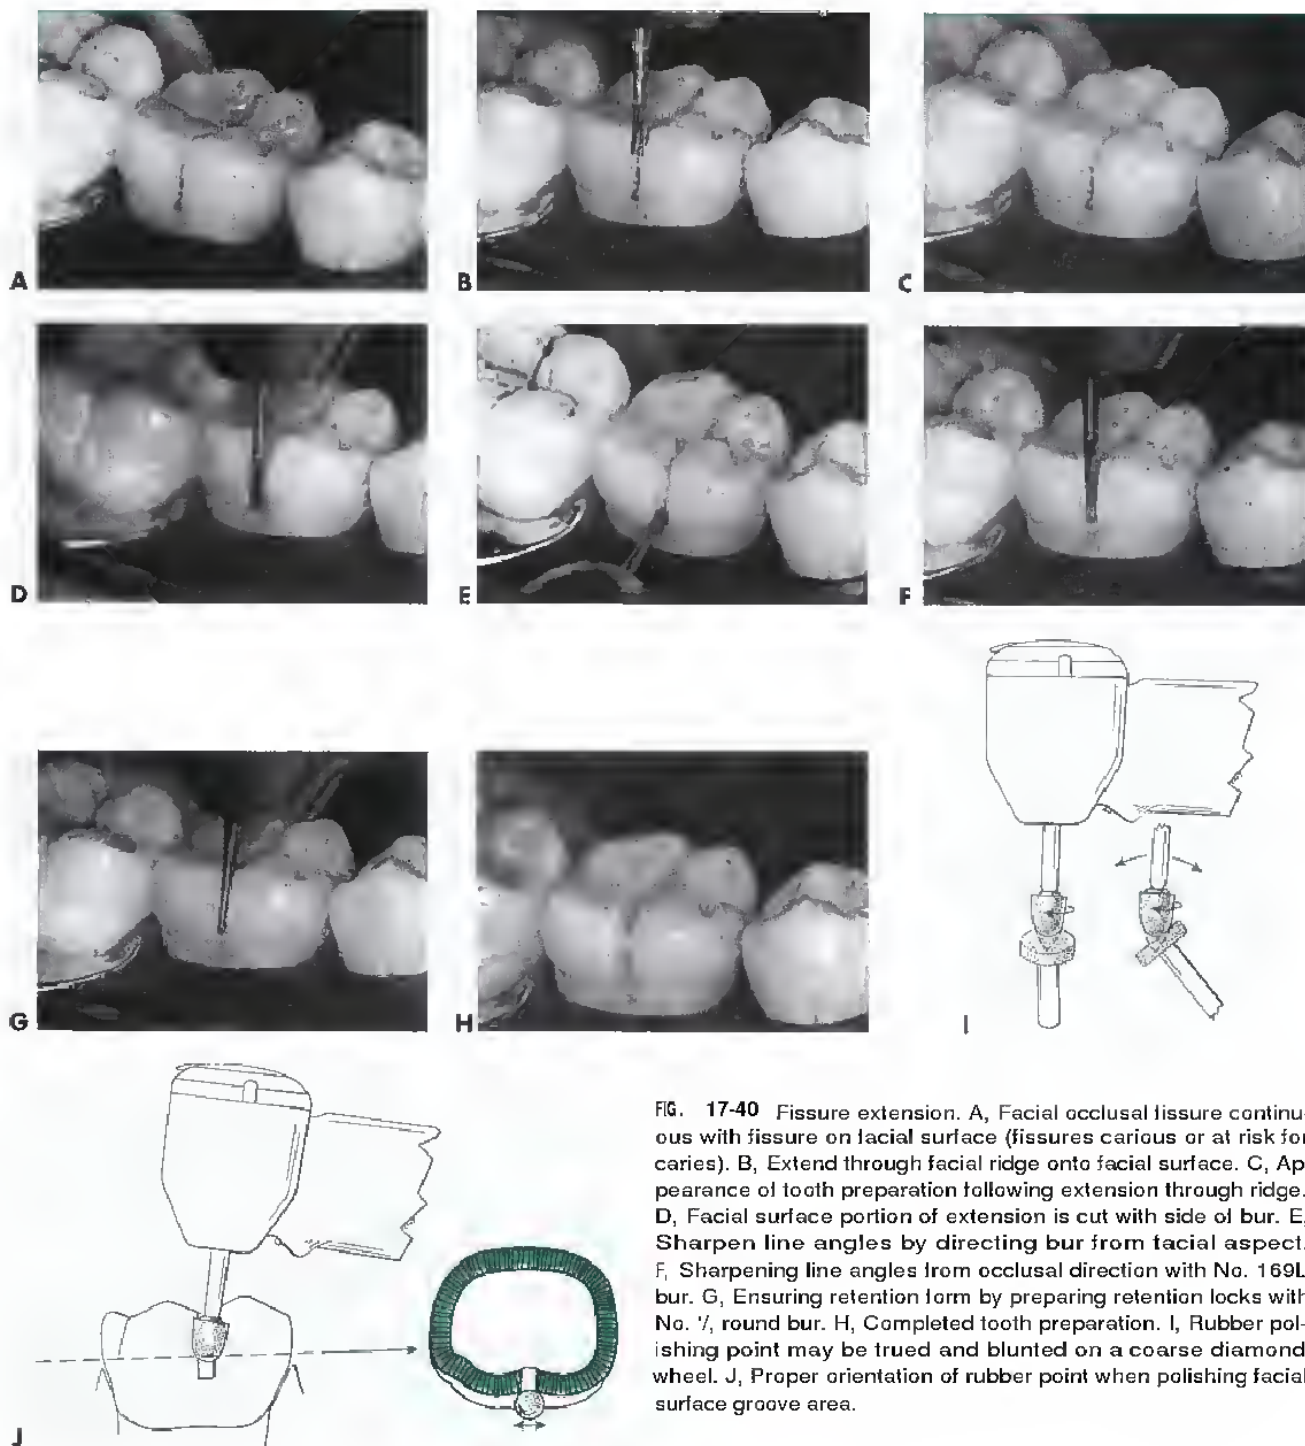 A
B
C
D
E
F
G
H
I
J
FIG. 17-40 Fissure extension. A, Facial occlusal fissure continu-
ous with fissure on facial surface (fissures carious or at risk for
caries). B, Extend through facial ridge onto facial surface. C, Ap-
pearance of tooth preparation following extension through ridge.
D, Facial surface portion of extension is cut with side of bur. E,
Sharpen line angles by directing bur from facial aspect.
F, Sharpening line angles from occlusal direction with No. 169L
bur. G, Ensuring retention form by preparing retention locks with
No. round bur. H, Completed tooth preparation. I, Rubber pol-
ishing point may be trued and blunted on a coarse diamond
wheel. J, Proper orientation of rubber point when polishing facial
surface groove area.